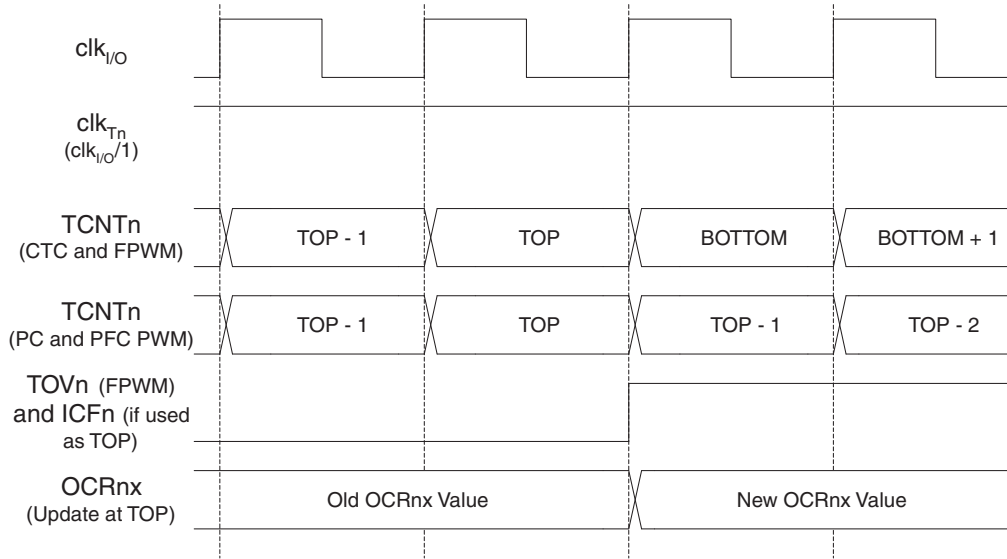 clkI/O
clkTn
(clkI/O/1)
TCNTn
(CTC and FPWM)
TOP - 1
TOP
BOTTOM
BOTTOM + 1
TCNTn
(PC and PFC PWM)
TOP - 1
TOP
TOP - 1
TOP - 2
TOVn (FPWM)
and ICFn (if used
as TOP)
OCRnx
(Update at TOP)
Old OCRnx Value
New OCRnx Value